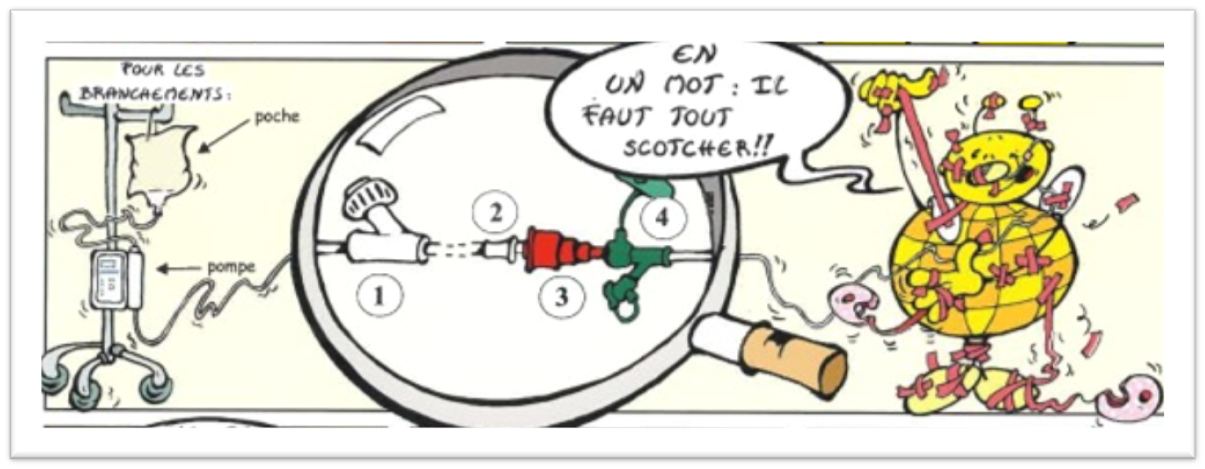 POUR LES
BRANCHEMENTS:
poche
pompe
1
2
3
4
EN
UN MOT : IL
FAUT TOUT
SCOTCHER!!